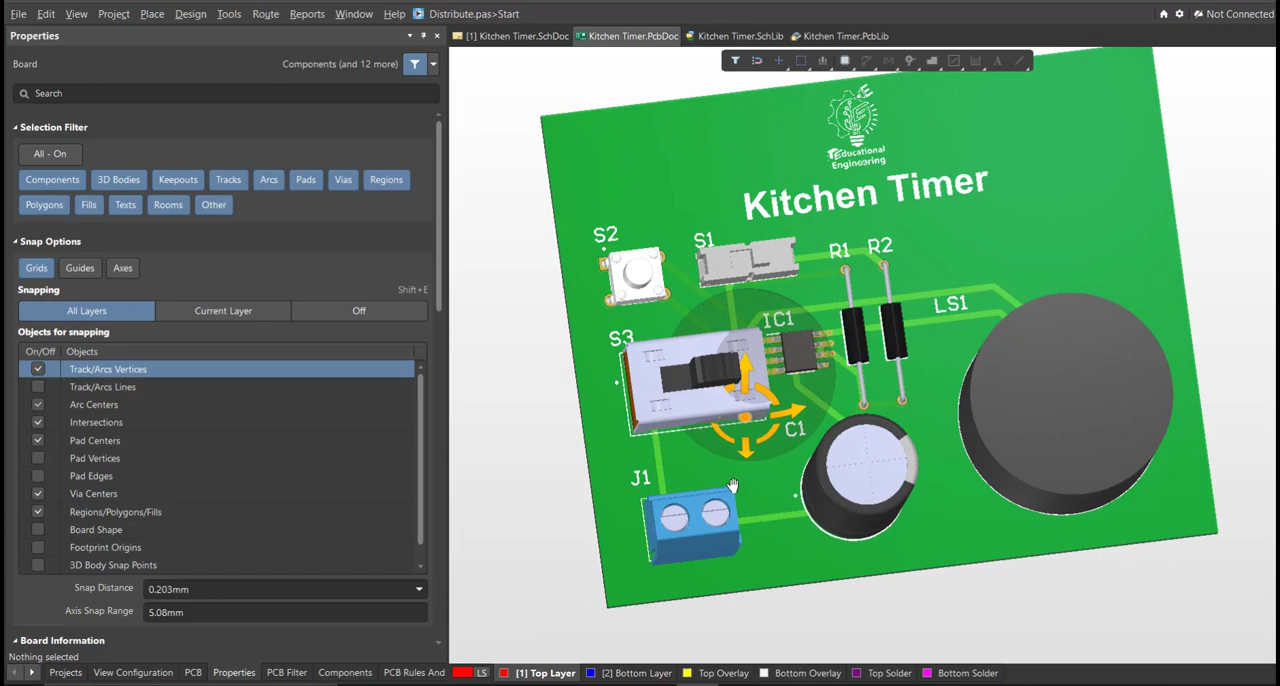 File Edit View Project Place Design Tools Route Reports Window Help Distribute.pas>Start
Not Connected
Properties
[1] Kitchen Timer.SchDoc Kitchen Timer.PcbDoc Kitchen Timer.SchLib Kitchen Timer.PcbLib
Board
Components (and 12 more)
Search
Selection Filter
All - On
Components 3D Bodies Keepouts Tracks Arcs Pads Vias Regions
Polygons Fills Texts Rooms Other
Snap Options
Grids Guides Axes
Snapping
Shift+E
All Layers Current Layer Off
Objects for snapping
On/Off Objects
Track/Arcs Vertices
Track/Arcs Lines
Arc Centers
Intersections
Pad Centers
Pad Vertices
Pad Edges
Via Centers
Regions/Polygons/Fills
Board Shape
Footprint Origins
3D Body Snap Points
Snap Distance 0.203mm
Axis Snap Range 5.08mm
Board Information
Nothing selected
Projects View Configuration PCB Properties PCB Filter Components PCB Rules And
Educational
Engineering
Kitchen Timer
S2
S1
R1
R2
LS1
IC1
S3
C1
J1
LS [1] Top Layer [2] Bottom Layer Top Overlay Bottom Overlay Top Solder Bottom Solder